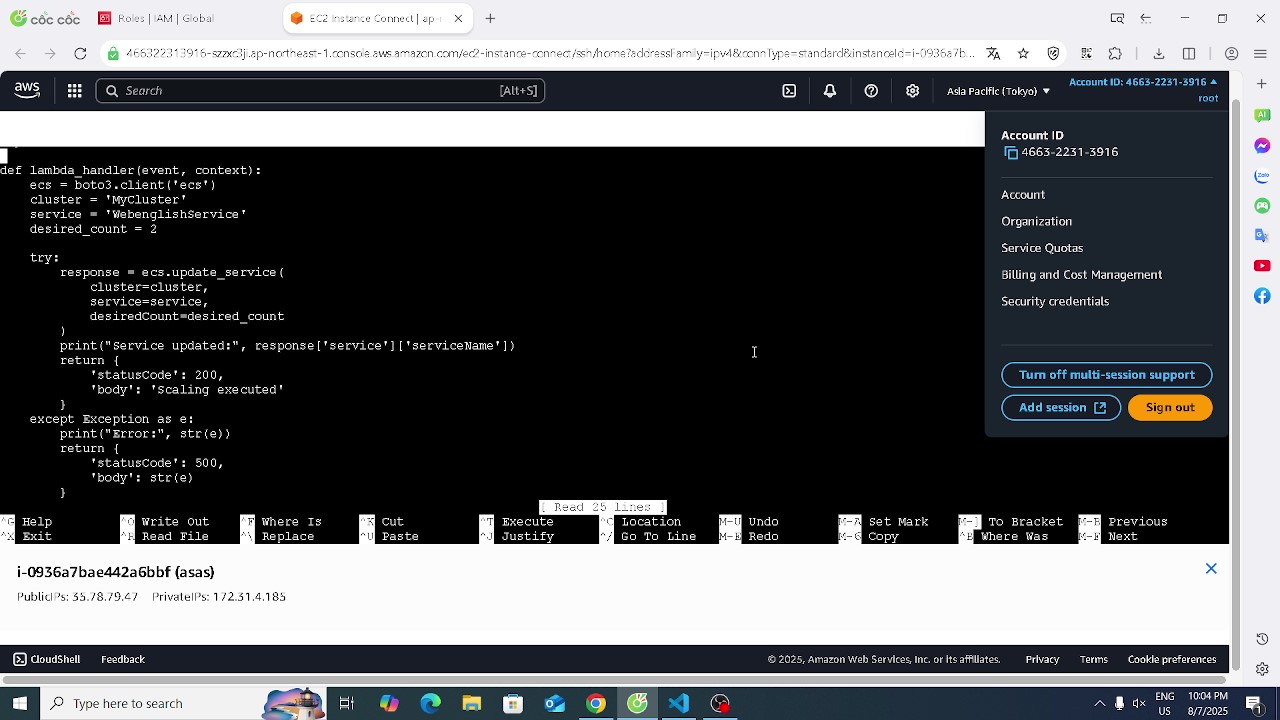 cốc cốc
Roles | IAM | Global
EC2 Instance Connect | ap-r
466322313916-szzxc3ji.ap-northeast-1.console.aws.amazon.com/ec2-instance-connect/ssh/home?addressFamily=ipv4&connType=standard&instanceId=i-0936a7b...
aws
Search
[Alt+S]
Asia Pacific (Tokyo)
Account ID: 4663-2231-3916
root
Account ID
4663-2231-3916
Account
Organization
Service Quotas
Billing and Cost Management
Security credentials
Turn off multi-session support
Add session
Sign out
def lambda_handler(event, context):
    ecs = boto3.client('ecs')
    cluster = 'MyCluster'
    service = 'WebenglishService'
    desired_count = 2
    try:
        response = ecs.update_service(
            cluster=cluster,
            service=service,
            desiredCount=desired_count
        )
        print("Service updated:", response['service']['serviceName'])
        return {
            'statusCode': 200,
            'body': 'Scaling executed'
        }
    except Exception as e:
        print("Error:", str(e))
        return {
            'statusCode': 500,
            'body': str(e)
        }
[ Read 25 lines ]
^G Help ^O Write Out ^F Where Is ^K Cut ^T Execute ^C Location M-U Undo M-A Set Mark M-] To Bracket M-B Previous
^X Exit ^R Read File ^\ Replace ^U Paste ^J Justify ^/ Go To Line M-E Redo M-G Copy ^B Where Was M-F Next
i-0936a7bae442a6bbf (asas)
PublicIPs: 35.78.79.47 PrivateIPs: 172.31.4.185
CloudShell
Feedback
© 2025, Amazon Web Services, Inc. or its affiliates.
Privacy
Terms
Cookie preferences
AI
Zalo
Type here to search
ENG
US
10:04 PM
8/7/2025